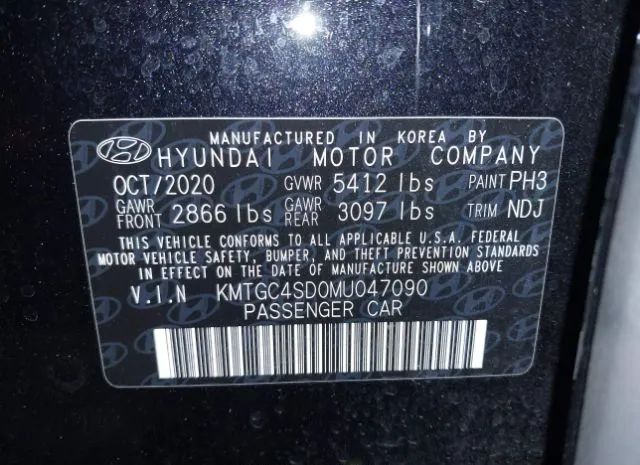 MANUFACTURED IN KOREA BY
HYUNDAI MOTOR COMPANY
OCT/2020 GVWR 5412 lbs PAINT PH3
GAWR FRONT 2866 lbs GAWR REAR 3097 lbs TRIM NDJ
THIS VEHICLE CONFORMS TO ALL APPLICABLE U.S.A. FEDERAL
MOTOR VEHICLE SAFETY, BUMPER, AND THEFT PREVENTION STANDARDS
IN EFFECT ON THE DATE OF MANUFACTURE SHOWN ABOVE
V.I.N KMTGC4SD0MU047090
PASSENGER CAR